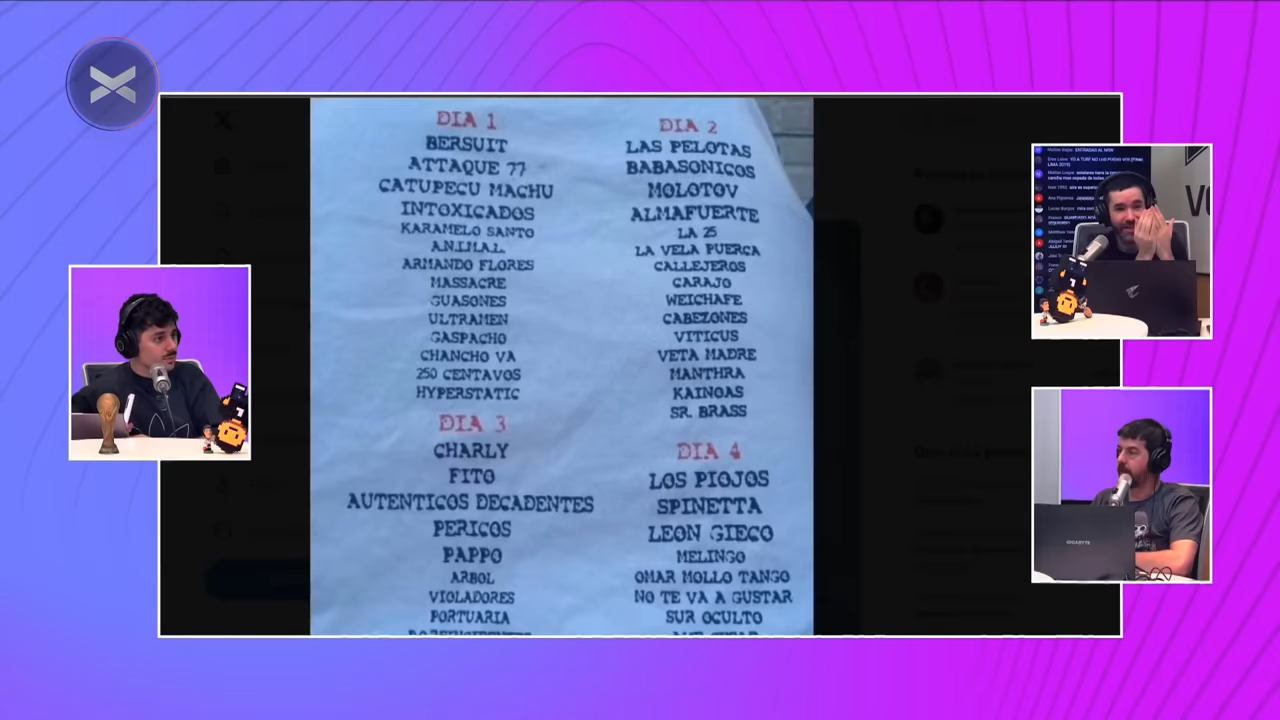 DIA 1
BERSUIT
ATTAQUE 77
CATUPECU MACHU
INTOXICADOS
KARAMELO SANTO
A.N.I.M.A.L.
ARMANDO FLORES
MASSACRE
GUASONES
ULTRAMEN
GASPACHO
CHANCHO VA
250 CENTAVOS
HYPERSTATIC
DIA 2
LAS PELOTAS
BABASONICOS
MOLOTOV
ALMAFUERTE
LA 25
LA VELA PUERCA
CALLEJEROS
CARAJO
WEICHAFE
CABEZONES
VITICUS
VETA MADRE
MANTHRA
KAINGAS
SR. BRASS
DIA 3
CHARLY
FITO
AUTENTICOS DECADENTES
PERICOS
PAPPO
ARBOL
VIOLADORES
PORTUARIA
DIA 4
LOS PIOJOS
SPINETTA
LEON GIECO
MELINGO
OMAR MOLLO TANGO
NO TE VA A GUSTAR
SUR OCULTO
GIGABYTE